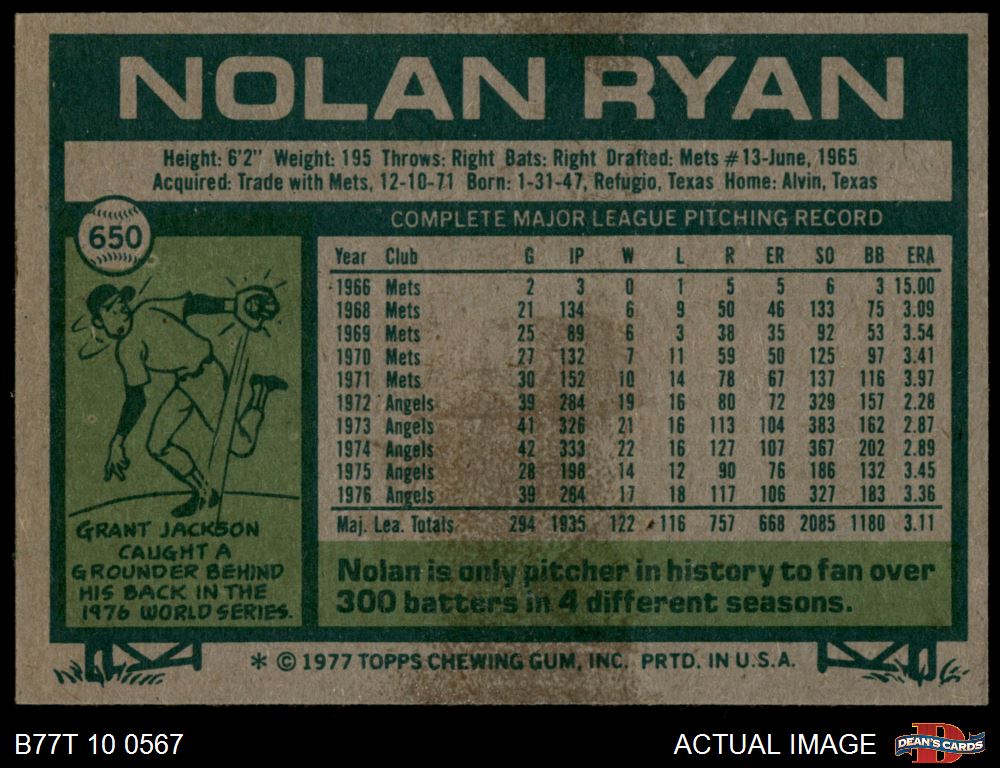 NOLAN RYAN
Height: 6'2" Weight: 195 Throws: Right Bats: Right Drafted: Mets #13-June, 1965
Acquired: Trade with Mets, 12-10-71 Born: 1-31-47, Refugio, Texas Home: Alvin, Texas
650
COMPLETE MAJOR LEAGUE PITCHING RECORD
Year Club G IP W L R ER SO BB ERA
1966 Mets 2 3 0 1 5 5 6 3 15.00
1968 Mets 21 134 6 9 50 46 133 75 3.09
1969 Mets 25 89 6 3 38 35 92 53 3.54
1970 Mets 27 132 7 11 59 50 125 97 3.41
1971 Mets 30 152 10 14 78 67 137 116 3.97
1972 Angels 39 284 19 16 80 72 329 157 2.28
1973 Angels 41 326 21 16 113 104 383 162 2.87
1974 Angels 42 333 22 16 127 107 367 202 2.89
1975 Angels 28 198 14 12 90 76 186 132 3.45
1976 Angels 39 284 17 18 117 106 327 183 3.36
Maj. Lea. Totals 294 1935 122 116 757 668 2085 1180 3.11
GRANT JACKSON
CAUGHT A
GROUNDER BEHIND
HIS BACK IN THE
1976 WORLD SERIES.
Nolan is only pitcher in history to fan over
300 batters in 4 different seasons.
* © 1977 TOPPS CHEWING GUM, INC. PRTD. IN U.S.A.
B77T 10 0567
ACTUAL IMAGE
D
DEAN'S CARDS